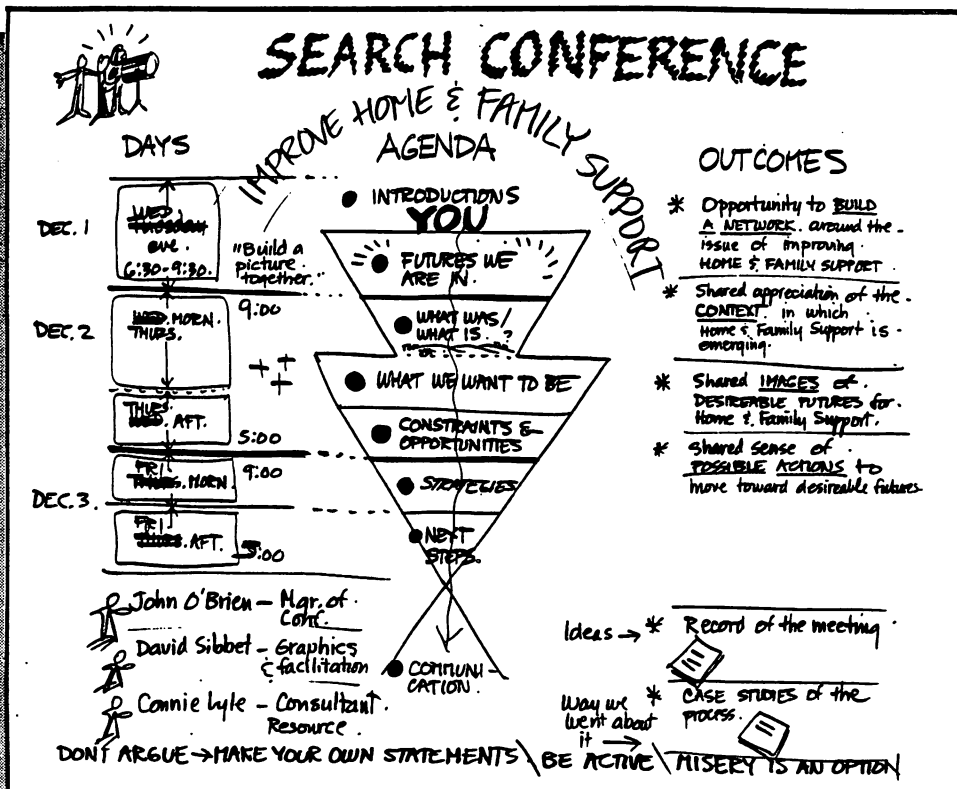 SEARCH CONFERENCE
IMPROVE HOME & FAMILY SUPPORT
DAYS
DEC. 1
WED
Tuesday
eve.
6:30-9:30.
"Build a
picture
together."
DEC. 2
9:00
WED. MORN.
THURS.
THURS.
WED. AFT.
5:00
DEC. 3.
FRI
THURS. MORN.
9:00
FRI
THURS. AFT.
5:00
AGENDA
INTRODUCTIONS
YOU
FUTURES WE
ARE IN.
WHAT WAS/
WHAT IS..?
WHAT WE WANT TO BE
CONSTRAINTS &
OPPORTUNITIES
STRATEGIES
NEXT
STEPS.
COMMUNI-
CATION.
OUTCOMES
* Opportunity to BUILD
A NETWORK around the
issue of improving
HOME & FAMILY SUPPORT.
* Shared appreciation of the
CONTEXT in which
Home & Family Support is
emerging.
* Shared IMAGES of
DESIREABLE FUTURES for
Home & Family Support.
* Shared sense of
POSSIBLE ACTIONS to
move toward desireable futures
John O'Brien - Mgr. of
Conf.
David Sibbet - Graphics
& facilitation
Connie Lyle - Consultant.
Resource
Ideas → * Record of the meeting
Way we
went about
it →
* CASE STUDIES of the
process.
DON'T ARGUE → MAKE YOUR OWN STATEMENTS \ BE ACTIVE \ MISERY IS AN OPTION